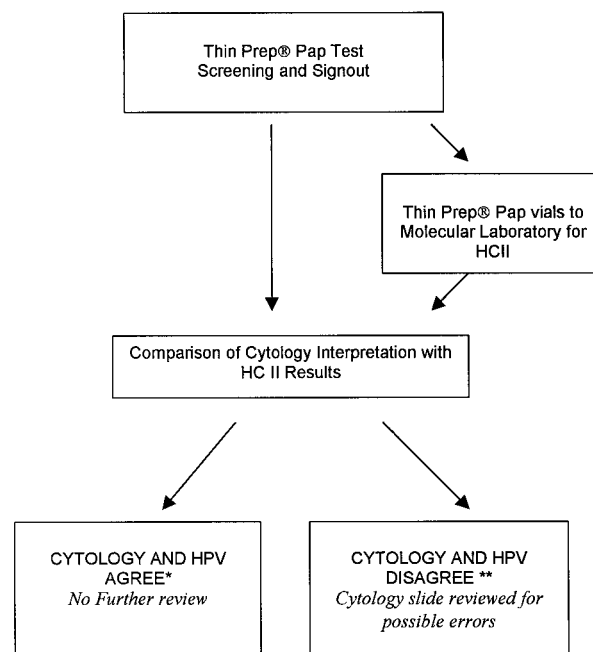 Thin Prep® Pap Test
Screening and Signout
Thin Prep® Pap vials to
Molecular Laboratory for
HCII
Comparison of Cytology Interpretation with
HC II Results
CYTOLOGY AND HPV
AGREE*
No Further review
CYTOLOGY AND HPV
DISAGREE **
Cytology slide reviewed for
possible errors